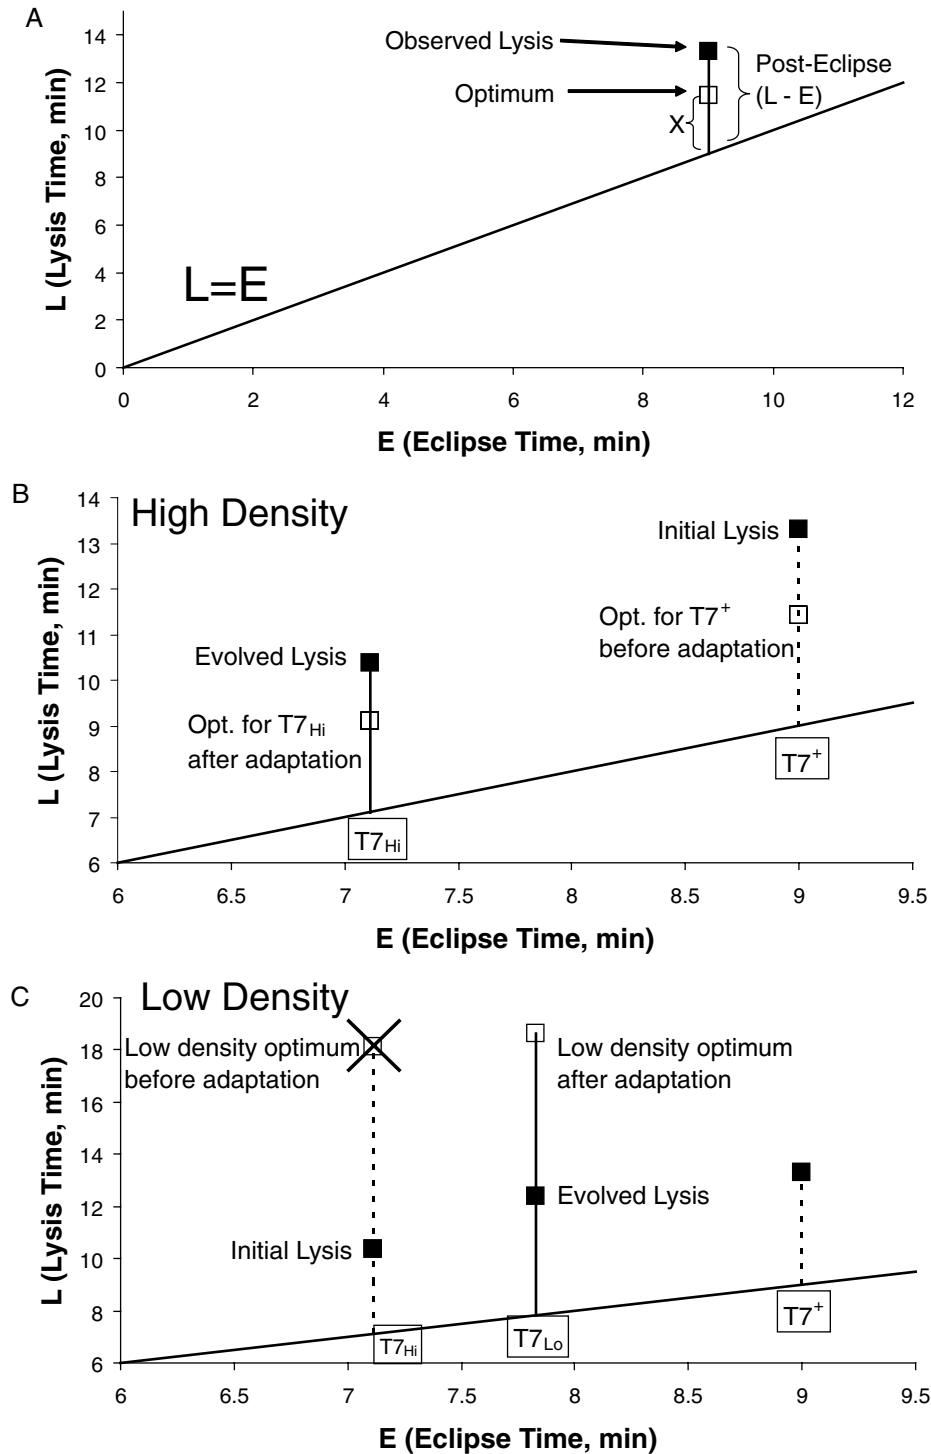 A
L (Lysis Time, min)
14
12
10
8
6
4
2
0
Observed Lysis
Optimum
X
Post-Eclipse
(L - E)
L=E
0 2 4 6 8 10 12
E (Eclipse Time, min)
B
High Density
L (Lysis Time, min)
14
13
12
11
10
9
8
7
6
Initial Lysis
Opt. for T7+
before adaptation
Evolved Lysis
Opt. for T7Hi
after adaptation
T7+
T7Hi
6 6.5 7 7.5 8 8.5 9 9.5
E (Eclipse Time, min)
C
Low Density
L (Lysis Time, min)
20
18
16
14
12
10
8
6
Low density optimum
before adaptation
Low density optimum
after adaptation
Evolved Lysis
Initial Lysis
T7Hi
T7Lo
T7+
6 6.5 7 7.5 8 8.5 9 9.5
E (Eclipse Time, min)